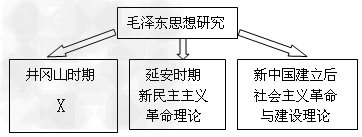 毛泽东思想研究
井冈山时期
X
延安时期
新民主主义
革命理论
新中国建立后
社会主义革命
与建设理论